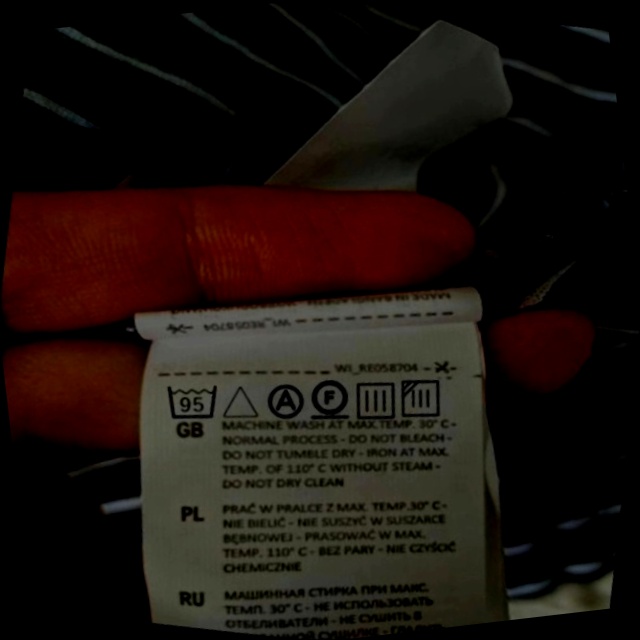 WI_RE058704
95 A F
GB MACHINE WASH AT MAX. TEMP. 30°C -
NORMAL PROCESS - DO NOT BLEACH -
DO NOT TUMBLE DRY - IRON AT MAX.
TEMP. OF 110°C WITHOUT STEAM -
DO NOT DRY CLEAN
PL PRAĆ W PRALCE Z MAX. TEMP. 30°C -
NIE BIELIĆ - NIE SUSZYĆ W SUSZARCE
BĘBNOWEJ - PRASOWAĆ W MAX.
TEMP. 110°C - BEZ PARY - NIE CZYŚCIĆ
CHEMICZNIE
RU МАШИННАЯ СТИРКА ПРИ МАКС
ТЕМП. 30°C - НЕ ИСПОЛЬЗОВАТЬ